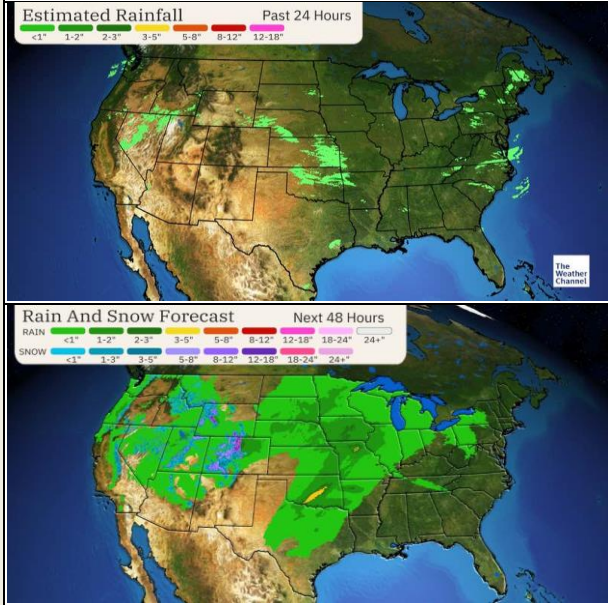 Estimated Rainfall Past 24 Hours
<1" 1-2" 2-3" 3-5" 5-8" 8-12" 12-18"
The
Weather
Channel
Rain And Snow Forecast Next 48 Hours
RAIN
<1" 1-2" 2-3" 3-5" 5-8" 8-12" 12-18" 18-24" 24+"
SNOW
<1" 1-3" 3-5" 5-8" 8-12" 12-18" 18-24" 24+"